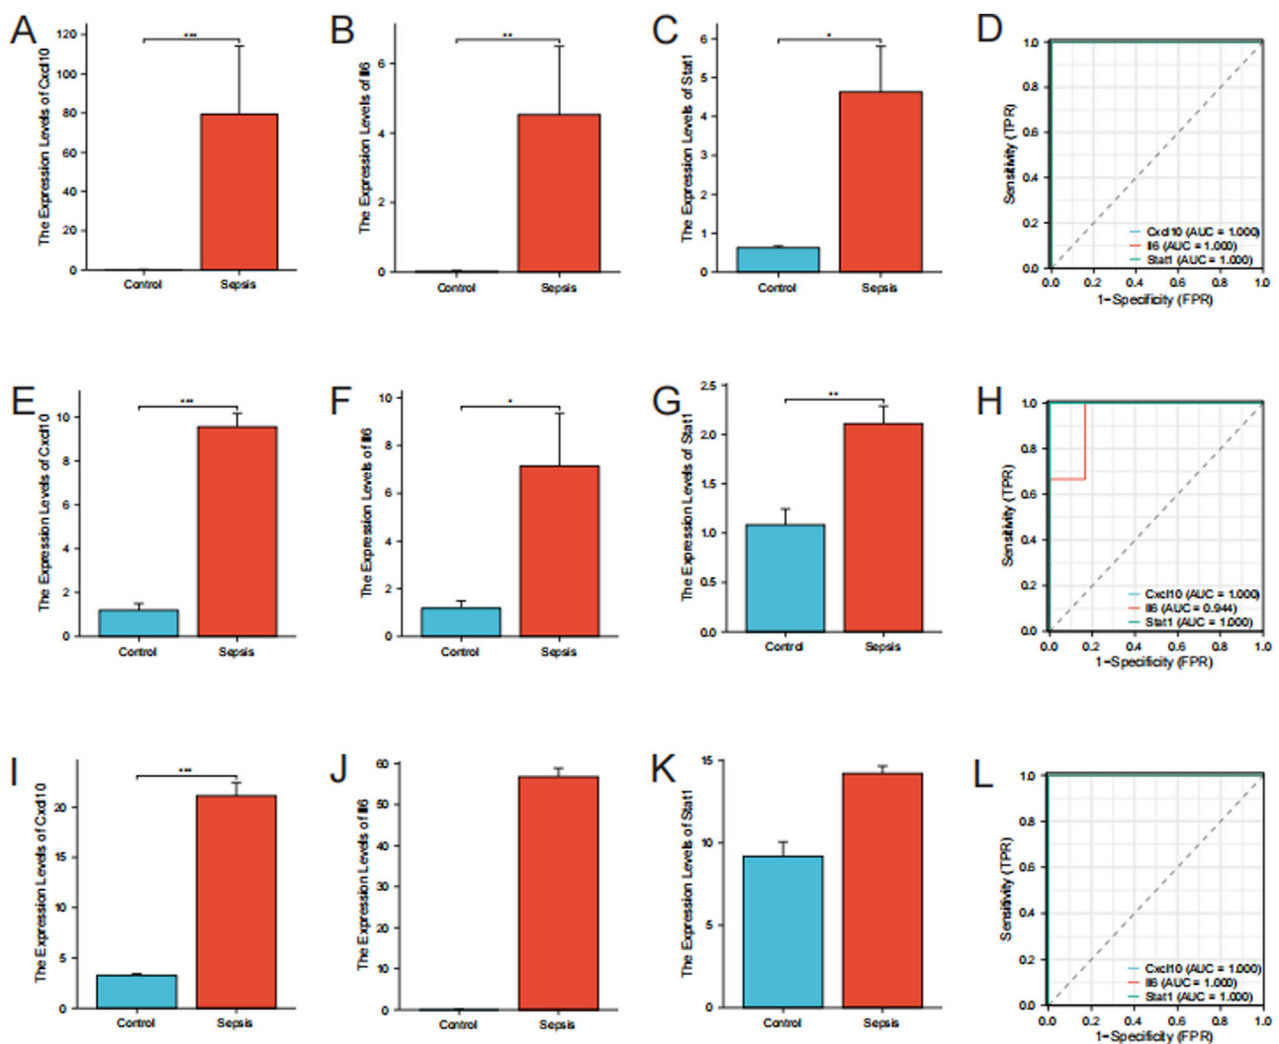 A
The Expression Levels of Cxcl10
120
100
80
60
40
20
0
***
Control
Sepsis
B
The Expression Levels of Il6
6
4
2
0
**
Control
Sepsis
C
The Expression Levels of Stat1
6
5
4
3
2
1
0
*
Control
Sepsis
D
Sensitivity (TPR)
1.0
0.8
0.6
0.4
0.2
0.0
Cxcl10 (AUC = 1.000)
Il6 (AUC = 1.000)
Stat1 (AUC = 1.000)
0.0 0.2 0.4 0.6 0.8 1.0
1−Specificity (FPR)
E
The Expression Levels of Cxcl10
10
8
6
4
2
0
***
Control
Sepsis
F
The Expression Levels of Il6
10
8
6
4
2
0
*
Control
Sepsis
G
The Expression Levels of Stat1
2.5
2.0
1.5
1.0
0.5
0.0
**
Control
Sepsis
H
Sensitivity (TPR)
1.0
0.8
0.6
0.4
0.2
0.0
Cxcl10 (AUC = 1.000)
Il6 (AUC = 0.944)
Stat1 (AUC = 1.000)
0.0 0.2 0.4 0.6 0.8 1.0
1−Specificity (FPR)
I
The Expression Levels of Cxcl10
20
15
10
5
0
***
Control
Sepsis
J
The Expression Levels of Il6
60
50
40
30
20
10
0
Control
Sepsis
K
The Expression Levels of Stat1
15
10
5
0
Control
Sepsis
L
Sensitivity (TPR)
1.0
0.8
0.6
0.4
0.2
0.0
Cxcl10 (AUC = 1.000)
Il6 (AUC = 1.000)
Stat1 (AUC = 1.000)
0.0 0.2 0.4 0.6 0.8 1.0
1−Specificity (FPR)